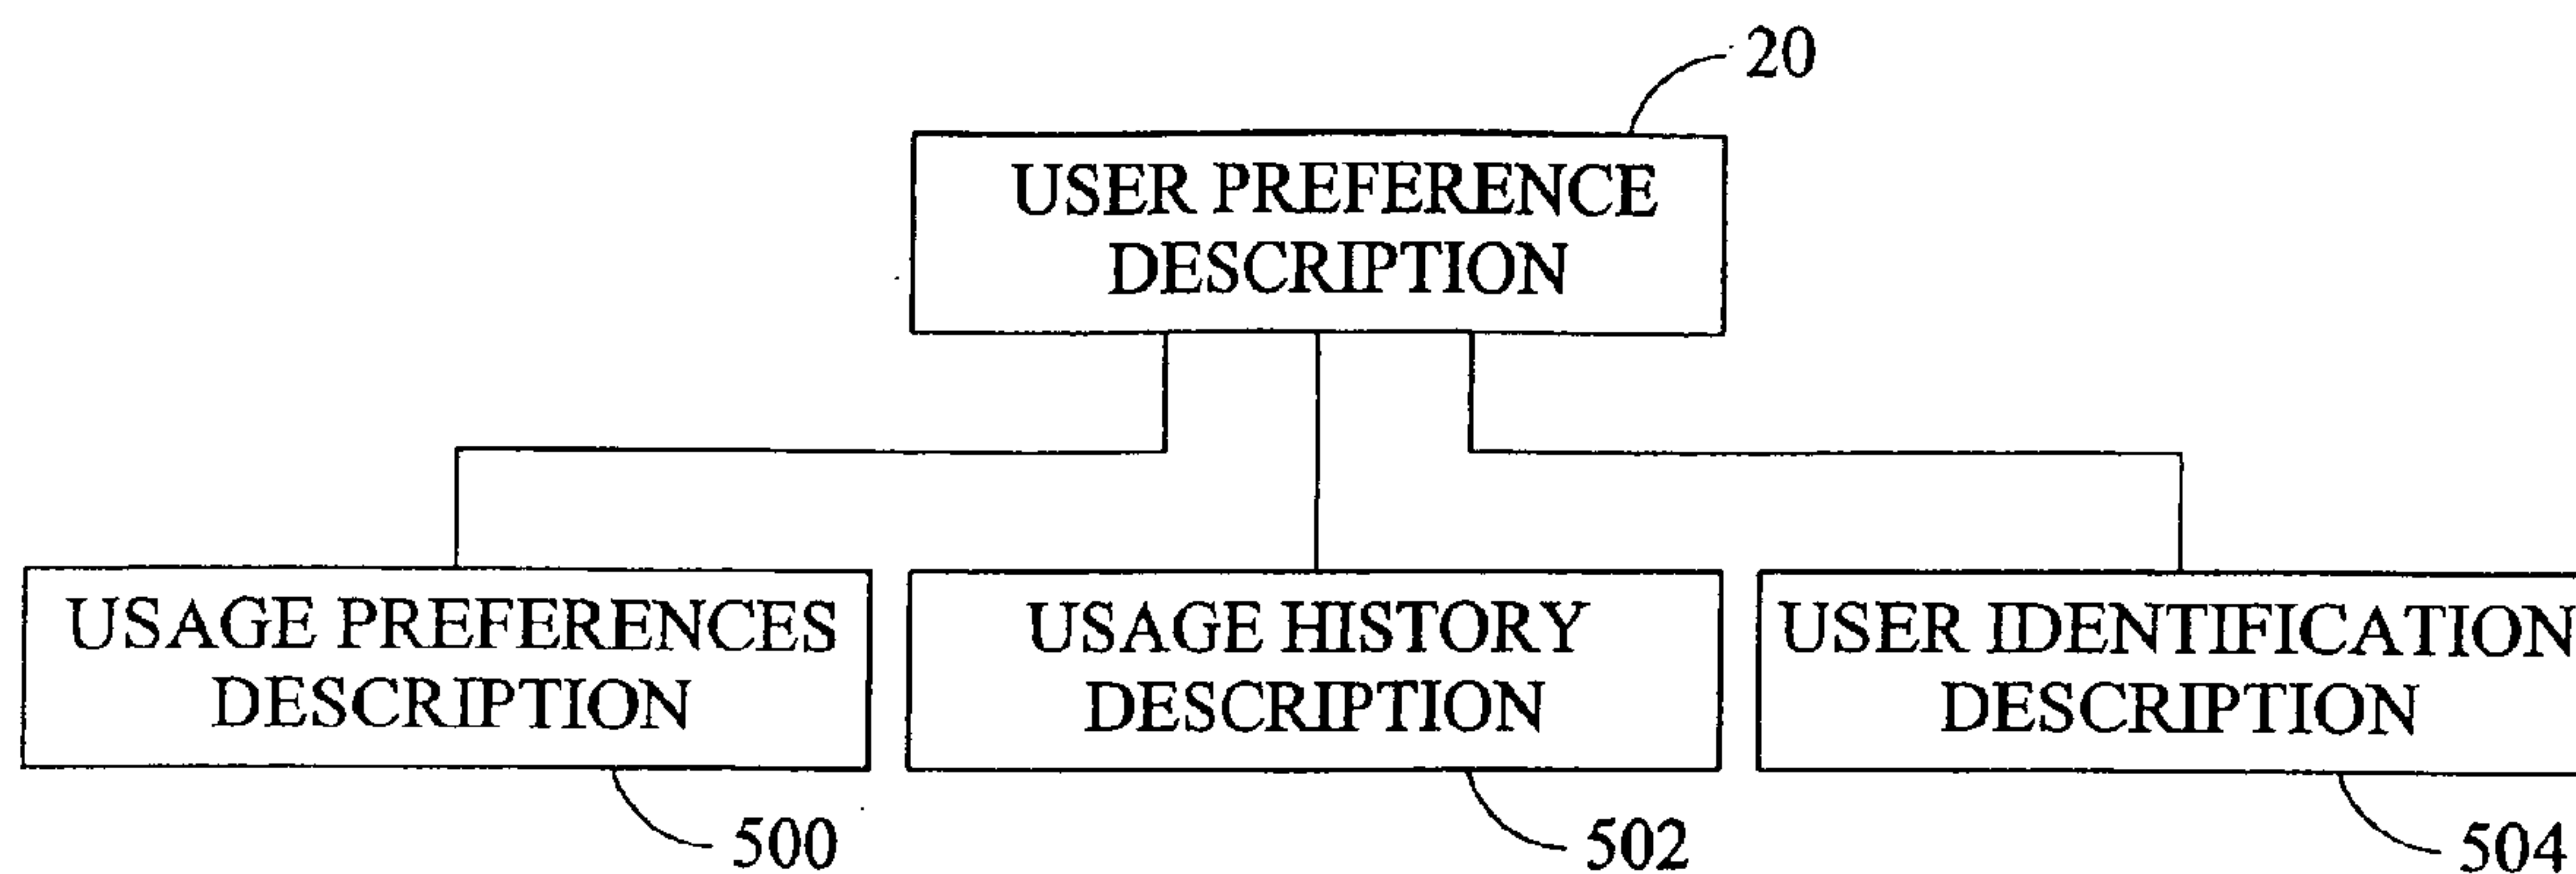 20
USER PREFERENCE
DESCRIPTION
USAGE PREFERENCES
DESCRIPTION
USAGE HISTORY
DESCRIPTION
USER IDENTIFICATION
DESCRIPTION
500
502
504